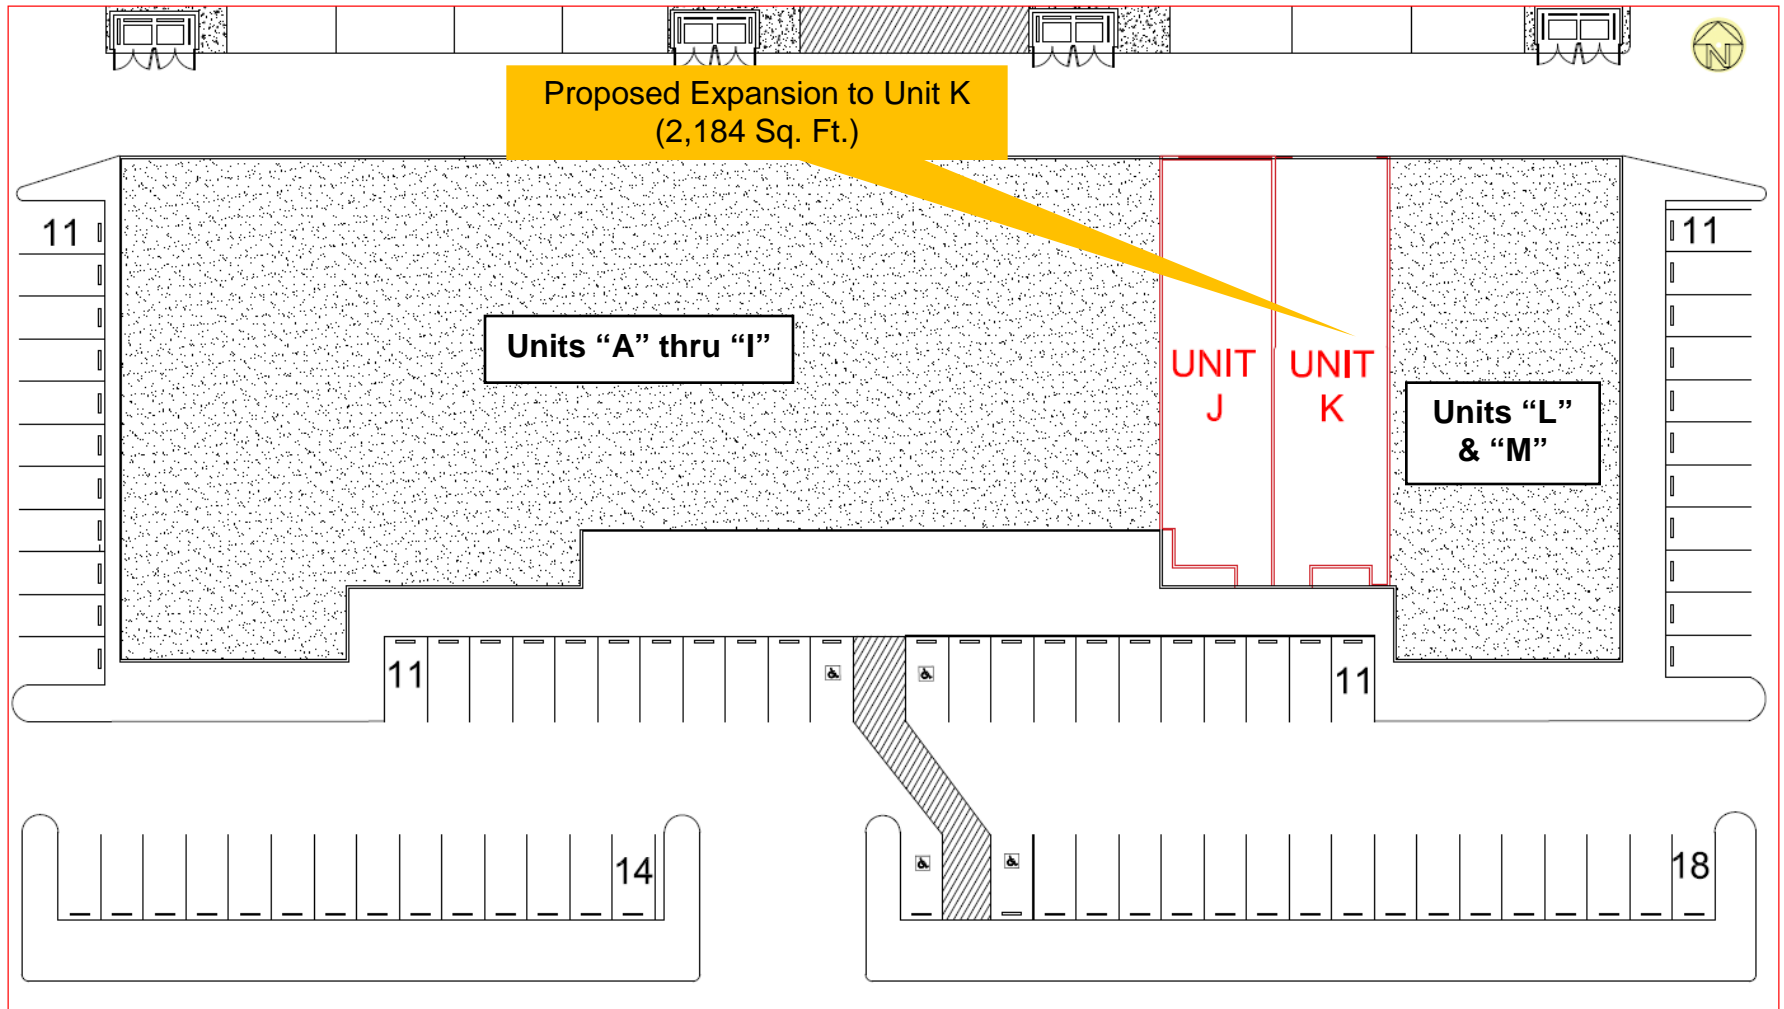 N
Proposed Expansion to Unit K
(2,184 Sq. Ft.)
11
11
Units “A” thru “I”
UNIT
J
UNIT
K
Units “L”
& “M”
11
11
14
18